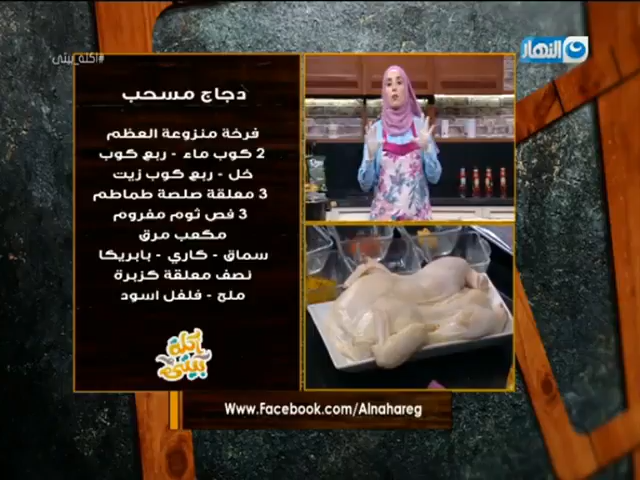 #اكلة_بيتى
النهار
دجاج مسحب
فرخة منزوعة العظم
2 كوب ماء - ربع كوب
خل - ربع كوب زيت
3 معلقة صلصة طماطم
3 فص ثوم مفروم
مكعب مرق
سماق - كاري - بابريكا
نصف معلقة كزبرة
ملح - فلفل اسود
أكلة
بيتي
Www.Facebook.com/Alnahareg